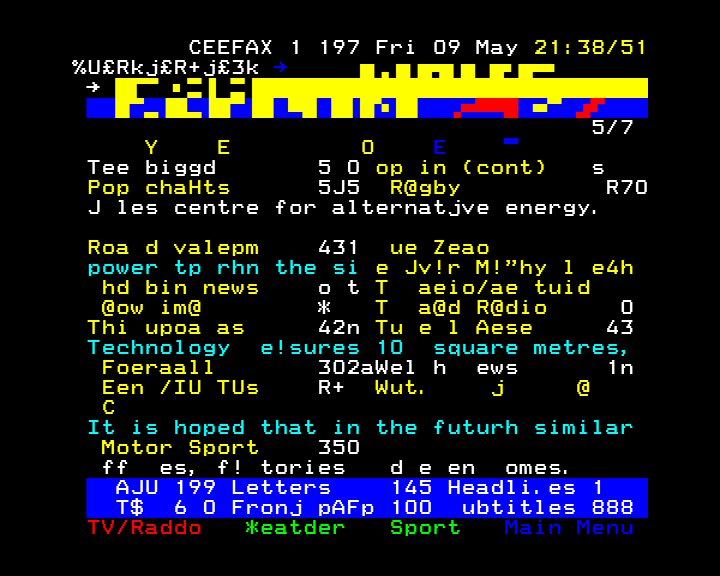 CEEFAX 1 197 Fri 09 May 21:38/51
%U£Rkj£R+j£3k →
→
5/7
Y E O E
Tee biggd 5 0 op in (cont) s
Pop chaHts 5J5 R@gby R70
J les centre for alternatjve energy.
Roa d valepm 431 ue Zeao
power tp rhn the si e Jv!r M!"hy l e4h
hd bin news o t T aeio/ae tuid
@ow im@ * T a@d R@dio 0
Thi upoa as 42n Tu e l Aese 43
Technology e!sures 10 square metres,
Foeraall 302aWel h ews 1n
Een /IU TUs R+ Wut. j @
C
It is hoped that in the futurh similar
Motor Sport 350
ff es, f! tories d e en omes.
AJU 199 Letters 145 Headli.es 1
T$ 6 0 Fronj pAFp 100 ubtitles 888
TV/Raddo *eatder Sport Main Menu